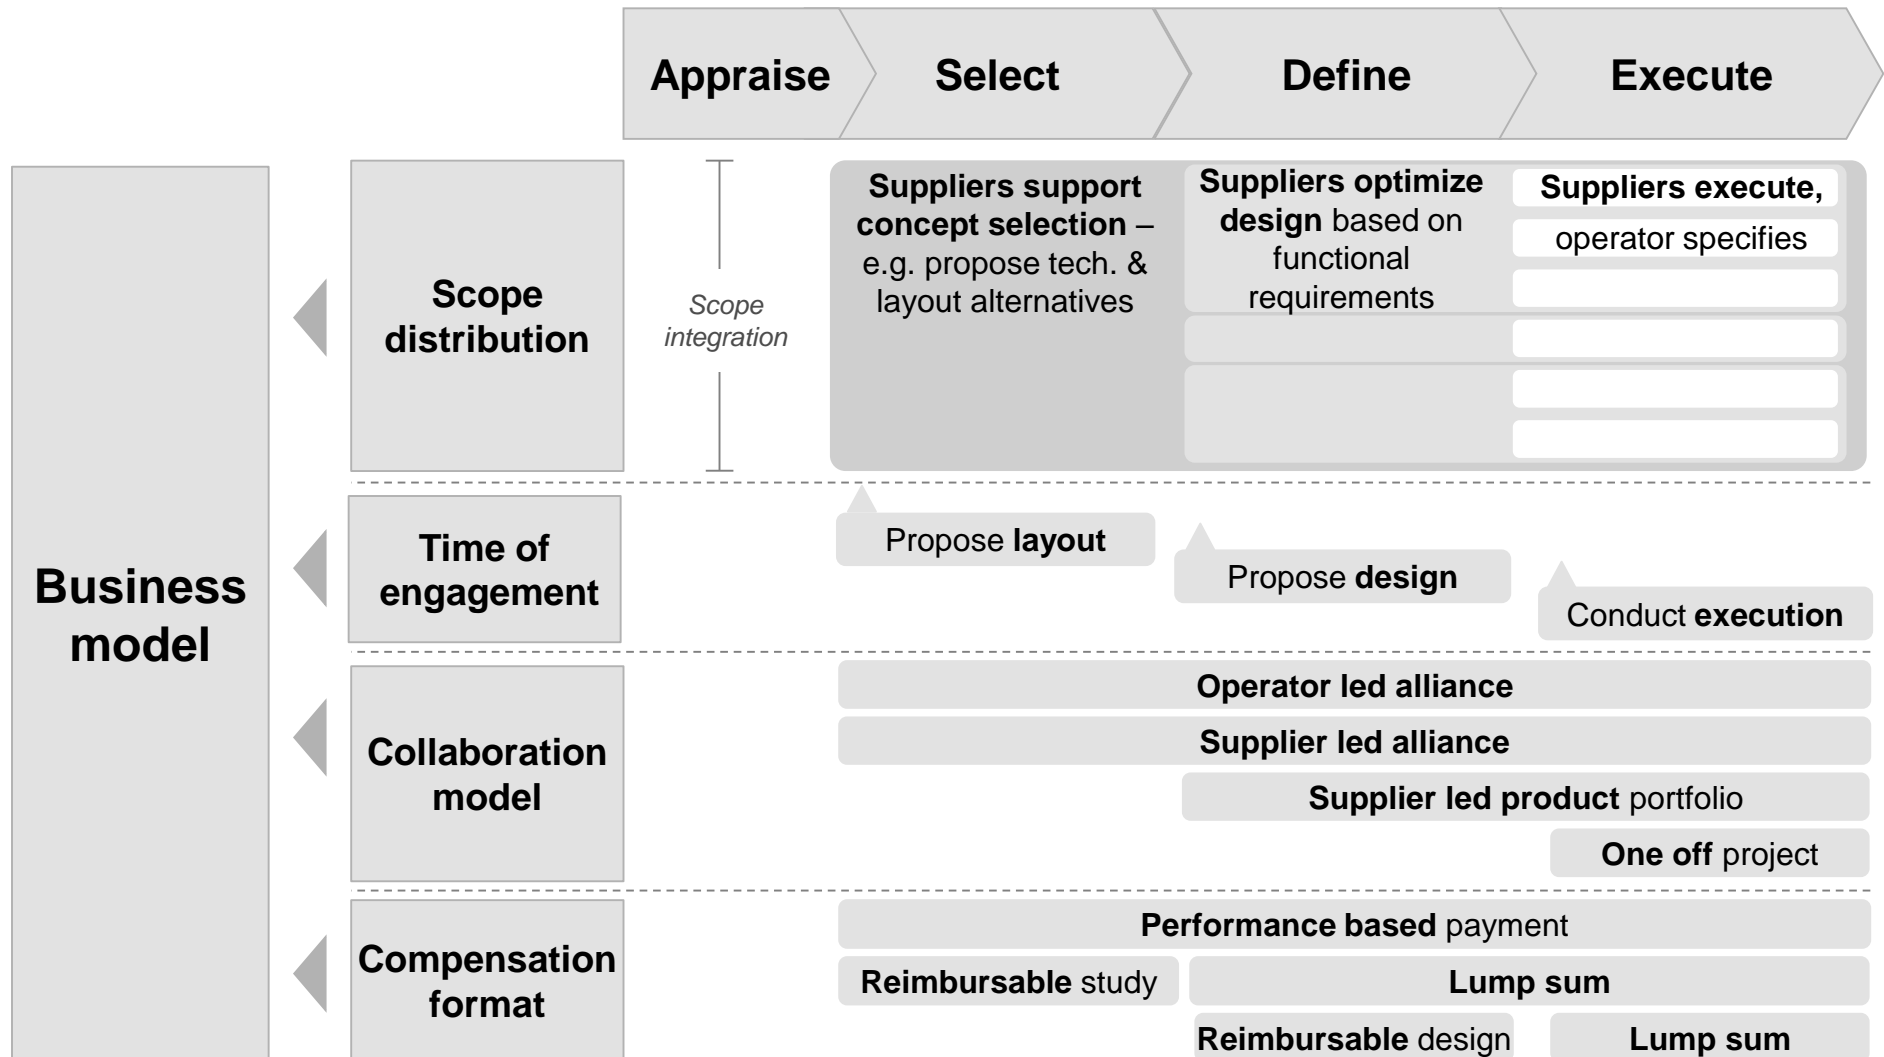 Appraise
Select
Define
Execute
Business
model
Scope
distribution
Scope
integration
Suppliers support
concept selection –
e.g. propose tech. &
layout alternatives
Suppliers optimize
design based on
functional
requirements
Suppliers execute,
operator specifies
Time of
engagement
Propose layout
Propose design
Conduct execution
Collaboration
model
Operator led alliance
Supplier led alliance
Supplier led product portfolio
One off project
Compensation
format
Performance based payment
Reimbursable study
Lump sum
Reimbursable design
Lump sum